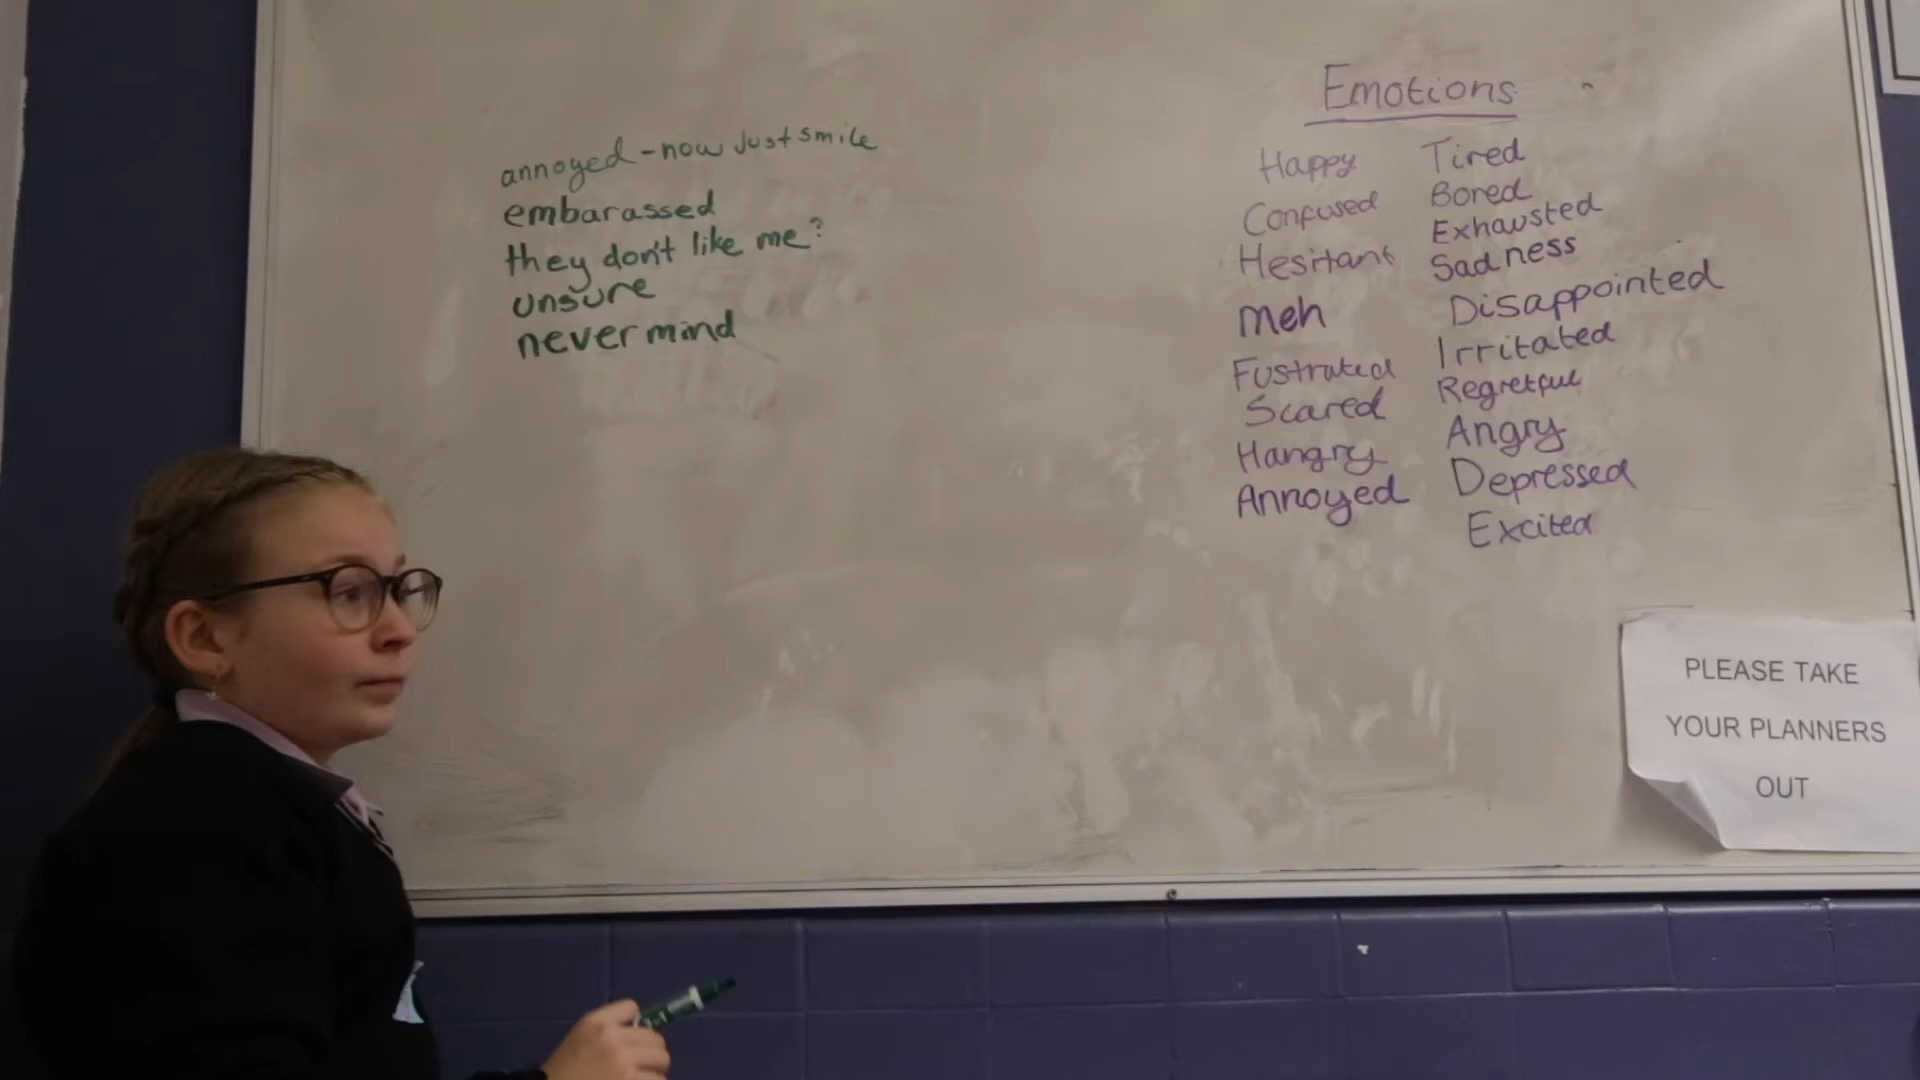 annoyed - now just smile
embarassed
they don't like me?
unsure
never mind
Emotions
Happy
Confused
Hesitant
Meh
Fustrated
Scared
Hangry
Annoyed
Tired
Bored
Exhausted
Sadness
Disappointed
Irritated
Regretful
Angry
Depressed
Excited
PLEASE TAKE
YOUR PLANNERS
OUT